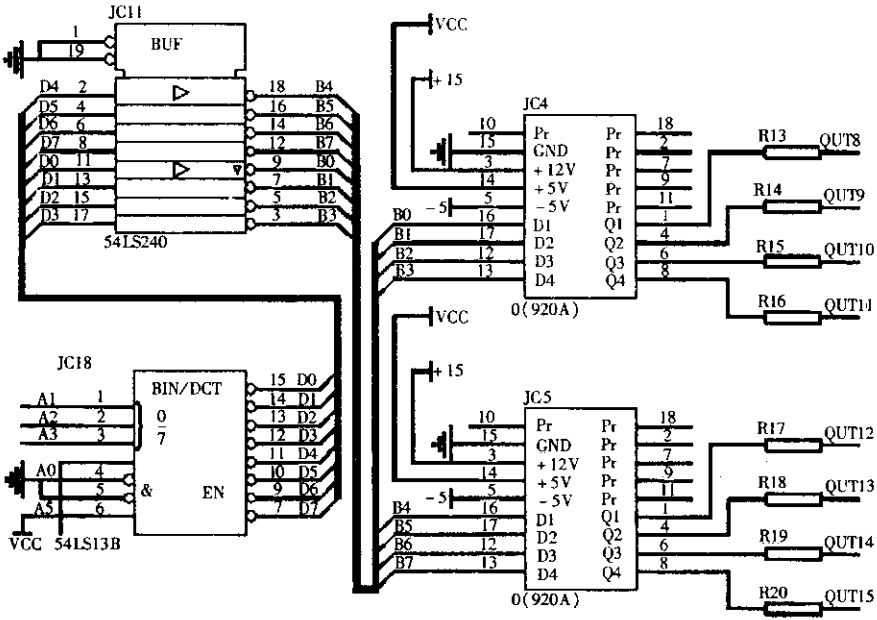 JC11
1
19
BUF
D4 2 18 B4
D5 4 16 B5
D6 6 14 B6
D7 8 12 B7
D0 11 9 B0
D1 13 7 B1
D2 15 5 B2
D3 17 3 B3
54LS240
JC18
BIN/DCT
A1 1 0
A2 2 7
A3 3
A0 4
5 &
A5 6
EN
15 D0
14 D1
13 D2
12 D3
11 D4
10 D5
9 D6
7 D7
VCC
54LS13B
VCC
+15
JC4
10 Pr Pr 18
15 GND Pr 2
3 +12V Pr 7
14 +5V Pr 9
-5 5 -5V Pr 11
B0 16 D1 Q1 1
B1 17 D2 Q2 4
B2 12 D3 Q3 6
B3 13 D4 Q4 8
0(920A)
R13 QUT8
R14 QUT9
R15 QUT10
R16 QUT11
VCC
+15
JC5
10 Pr Pr 18
15 GND Pr 2
3 +12V Pr 7
14 +5V Pr 9
-5 5 -5V Pr 11
B4 16 D1 Q1 1
B5 17 D2 Q2 4
B6 12 D3 Q3 6
B7 13 D4 Q4 8
0(920A)
R17 QUT12
R18 QUT13
R19 QUT14
R20 QUT15